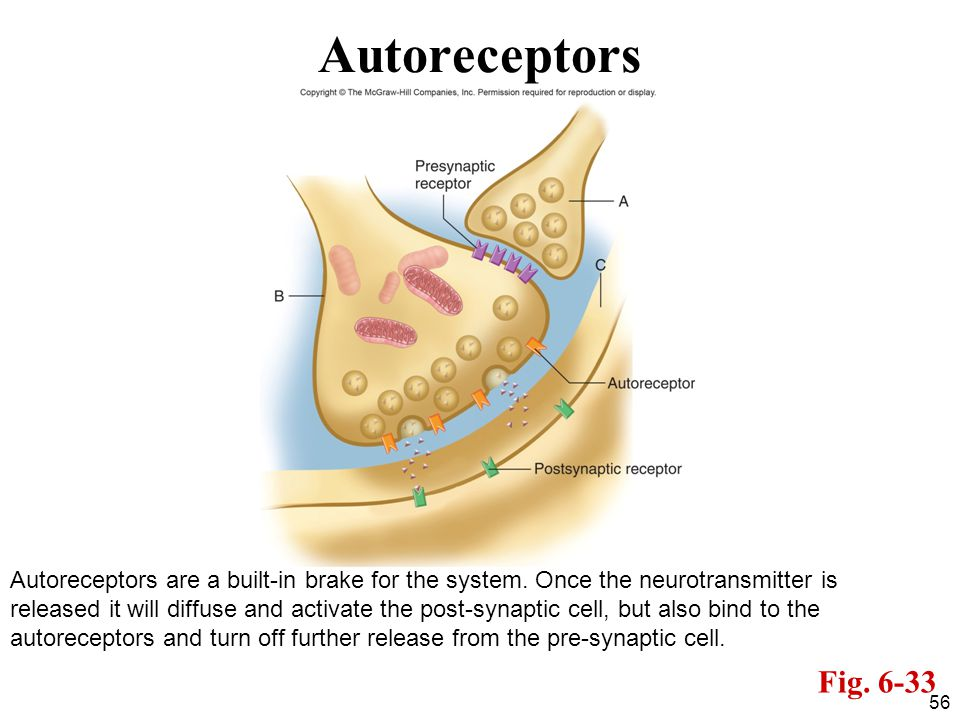 Autoreceptors
Copyright © The McGraw-Hill Companies, Inc. Permission required for reproduction or display.
Presynaptic
receptor
A
C
B
Autoreceptor
Postsynaptic receptor
Autoreceptors are a built-in brake for the system. Once the neurotransmitter is
released it will diffuse and activate the post-synaptic cell, but also bind to the
autoreceptors and turn off further release from the pre-synaptic cell.
Fig. 6-33
56